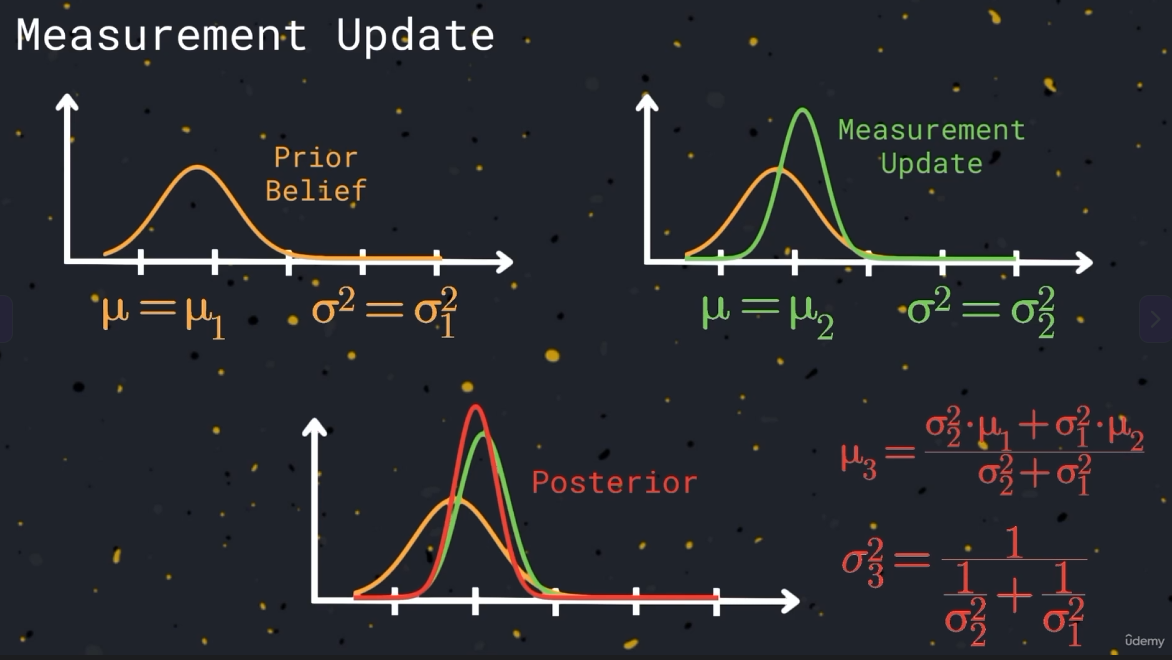 Measurement Update
Prior
Belief
μ = μ₁
σ² = σ₁²
Measurement
Update
μ = μ₂
σ² = σ₂²
Posterior
μ₃ = (σ₂² · μ₁ + σ₁² · μ₂) / (σ₂² + σ₁²)
σ₃² = 1 / (1/σ₂² + 1/σ₁²)
ûdemy